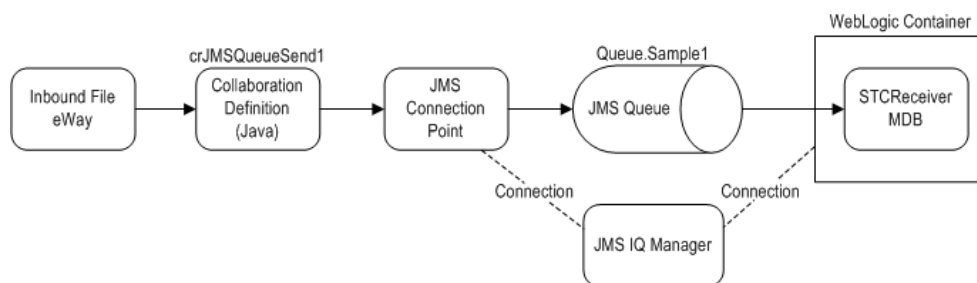 WebLogic Container
crJMSQueueSend1
Queue.Sample1
Inbound File
eWay
Collaboration
Definition
(Java)
JMS
Connection
Point
JMS Queue
STCReceiver
MDB
Connection
Connection
JMS IQ Manager